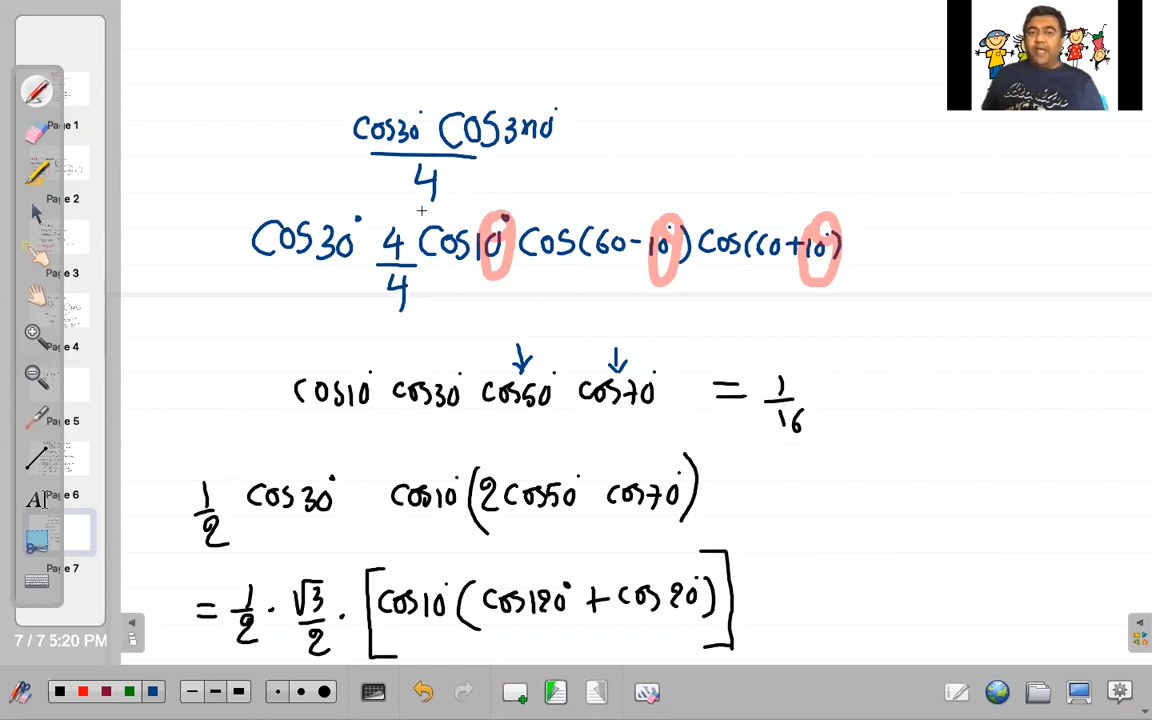 cos30° cos3x10°
4
cos30° 4 cos10° cos(60-10°) cos(60+10°)
4
cos10° cos30° cos50° cos70° = 1/16
1/2 cos30° cos10° (2cos50° cos70°)
= 1/2 · √3/2 · [cos10° (cos120° + cos20°)]
Page 1
Page 2
Page 3
Page 4
Page 5
Page 6
Page 7
A
7 / 7 5:20 PM